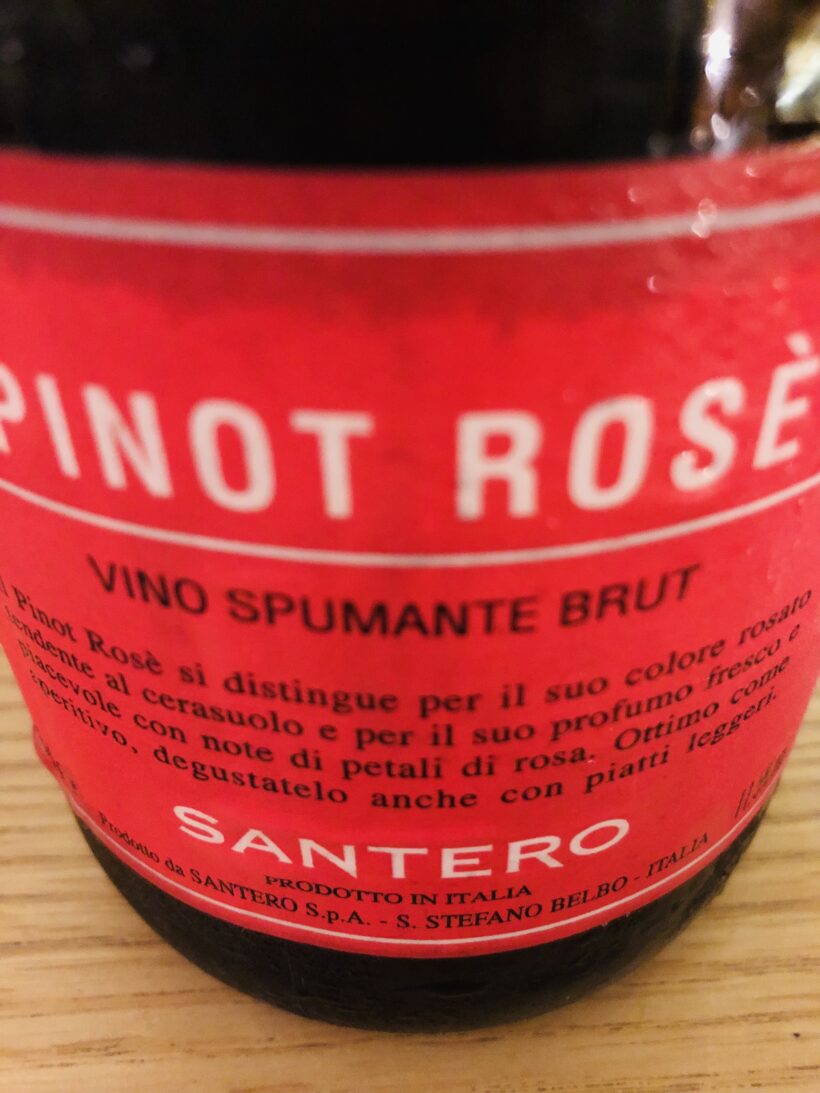 PINOT ROSÈ
VINO SPUMANTE BRUT
Il Pinot Rosè si distingue per il suo colore rosato
tendente al cerasuolo e per il suo profumo fresco e
piacevole con note di petali di rosa. Ottimo come
aperitivo, degustatelo anche con piatti leggeri.
SANTERO
PRODOTTO IN ITALIA
Prodotto da SANTERO S.p.A. - S. STEFANO BELBO - ITALIA